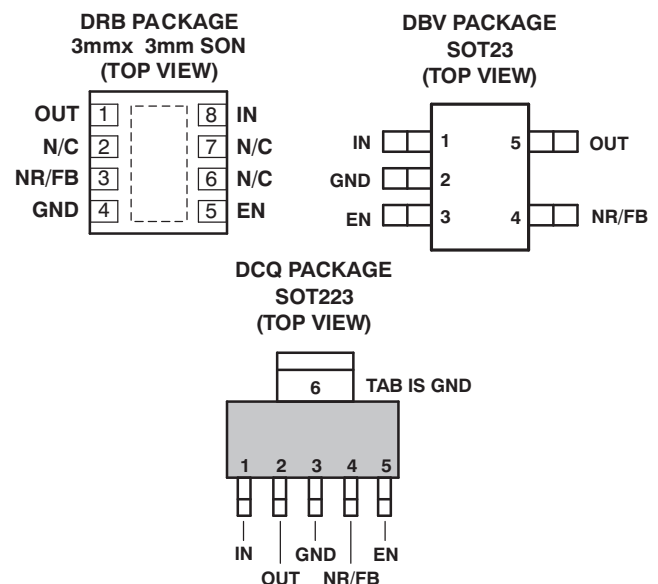 DRB PACKAGE
3mmx 3mm SON
(TOP VIEW)
OUT 1 8 IN
N/C 2 7 N/C
NR/FB 3 6 N/C
GND 4 5 EN
DBV PACKAGE
SOT23
(TOP VIEW)
IN 1 5 OUT
GND 2
EN 3 4 NR/FB
DCQ PACKAGE
SOT223
(TOP VIEW)
6 TAB IS GND
1 2 3 4 5
IN GND EN
OUT NR/FB